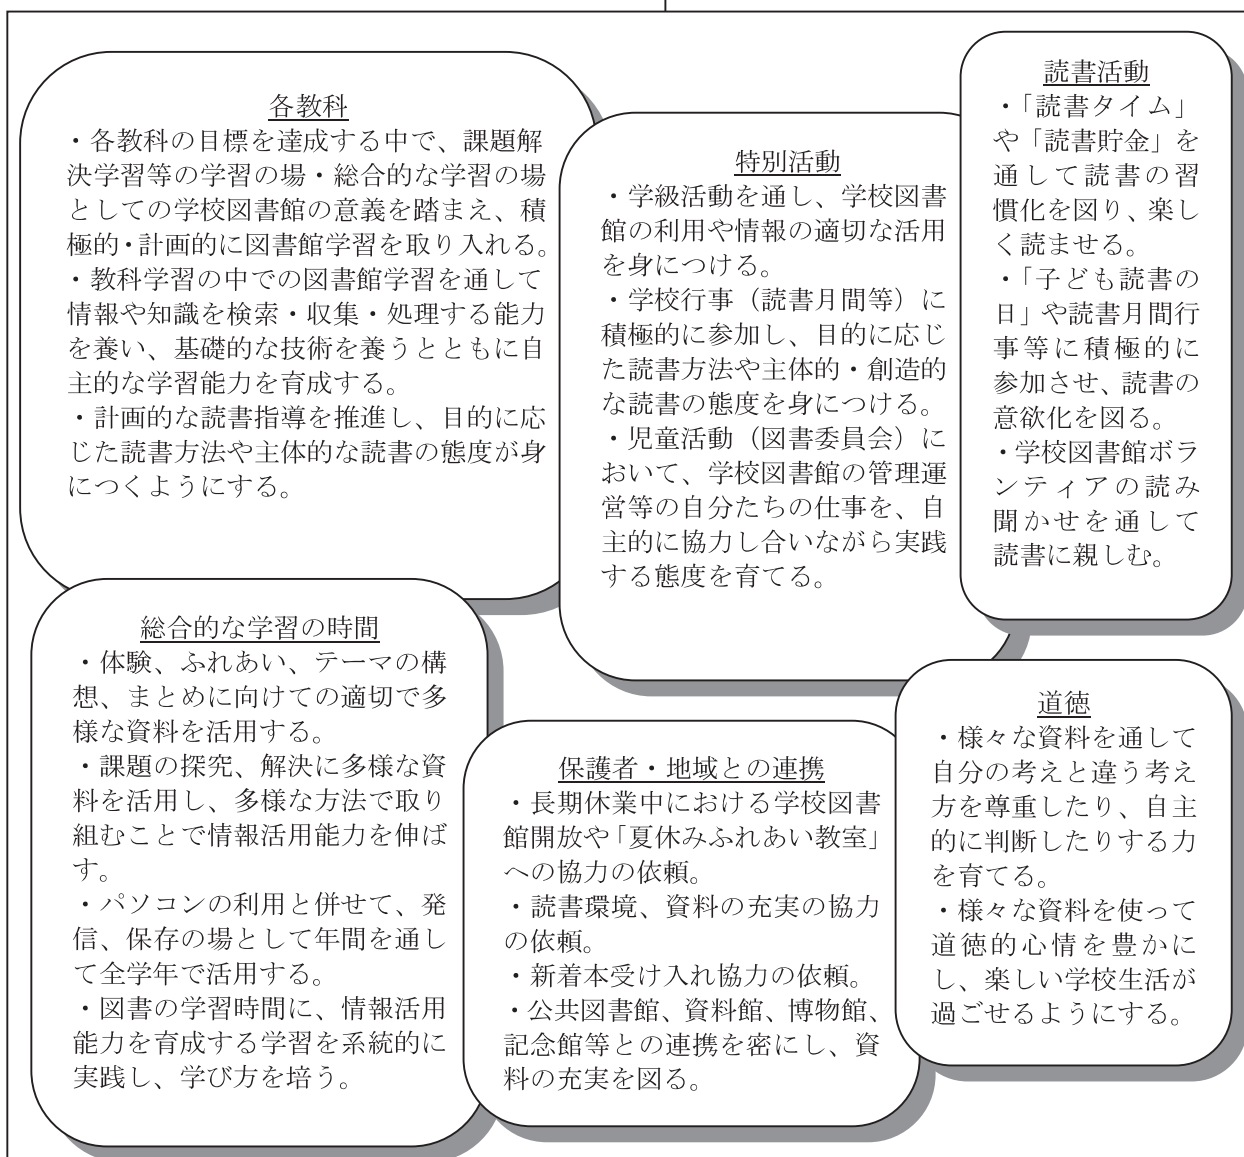 各教科
・各教科の目標を達成する中で、課題解
決学習等の学習の場・総合的な学習の場
としての学校図書館の意義を踏まえ、積
極的・計画的に図書館学習を取り入れる。
・教科学習の中での図書館学習を通して
情報や知識を検索・収集・処理する能力
を養い、基礎的な技術を養うとともに自
主的な学習能力を育成する。
・計画的な読書指導を推進し、目的に応
じた読書方法や主体的な読書の態度が身
につくようにする。
特別活動
・学級活動を通し、学校図書
館の利用や情報の適切な活用
を身につける。
・学校行事（読書月間等）に
積極的に参加し、目的に応じ
た読書方法や主体的・創造的
な読書の態度を身につける。
・児童活動（図書委員会）に
おいて、学校図書館の管理運
営等の自分たちの仕事を、自
主的に協力し合いながら実践
する態度を育てる。
読書活動
・「読書タイム」
や「読書貯金」を
通して読書の習
慣化を図り、楽し
く読ませる。
・「子ども読書の
日」や読書月間行
事等に積極的に
参加させ、読書の
意欲化を図る。
・学校図書館ボラ
ンティアの読み
聞かせを通して
読書に親しむ。
総合的な学習の時間
・体験、ふれあい、テーマの構
想、まとめに向けての適切で多
様な資料を活用する。
・課題の探究、解決に多様な資
料を活用し、多様な方法で取り
組むことで情報活用能力を伸ば
す。
・パソコンの利用と併せて、発
信、保存の場として年間を通し
て全学年で活用する。
・図書の学習時間に、情報活用
能力を育成する学習を系統的に
実践し、学び方を培う。
保護者・地域との連携
・長期休業中における学校図書
館開放や「夏休みふれあい教室」
への協力の依頼。
・読書環境、資料の充実の協力
の依頼。
・新着本受け入れ協力の依頼。
・公共図書館、資料館、博物館、
記念館等との連携を密にし、資
料の充実を図る。
道徳
・様々な資料を通して
自分の考えと違う考え
方を尊重したり、自主
的に判断したりする力
を育てる。
・様々な資料を使って
道徳的心情を豊かに
し、楽しい学校生活が
過ごせるようにする。